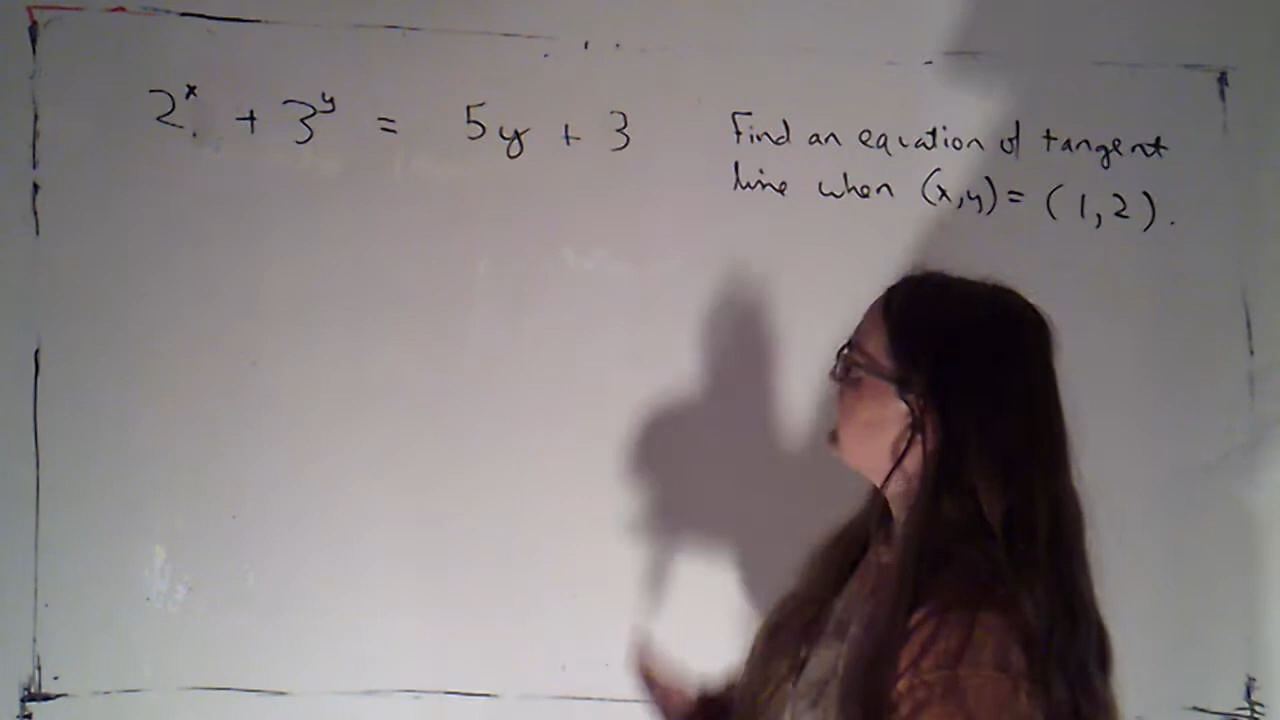 2^x + 3^y = 5y + 3
Find an equation of tangent
line when (x,y) = (1,2).